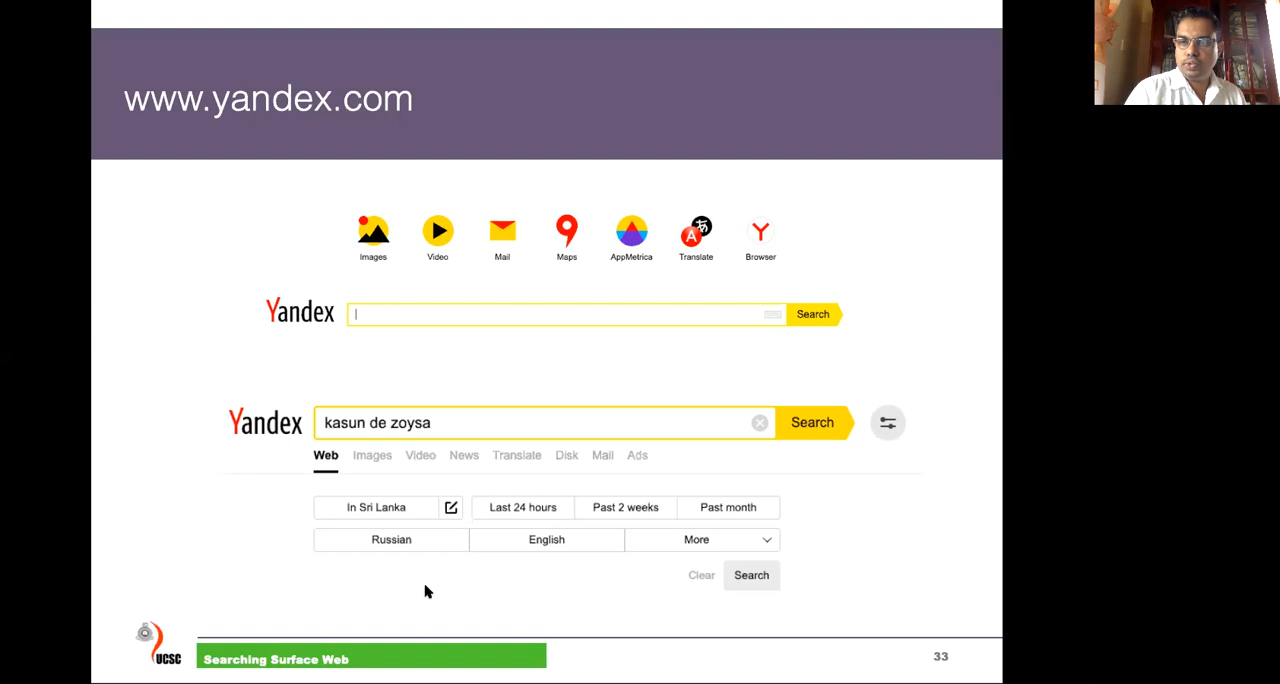 www.yandex.com
Images Video Mail Maps AppMetrica Translate Browser
Yandex Search
Yandex kasun de zoysa Search
Web Images Video News Translate Disk Mail Ads
In Sri Lanka Last 24 hours Past 2 weeks Past month
Russian English More
Clear Search
UCSC Searching Surface Web 33